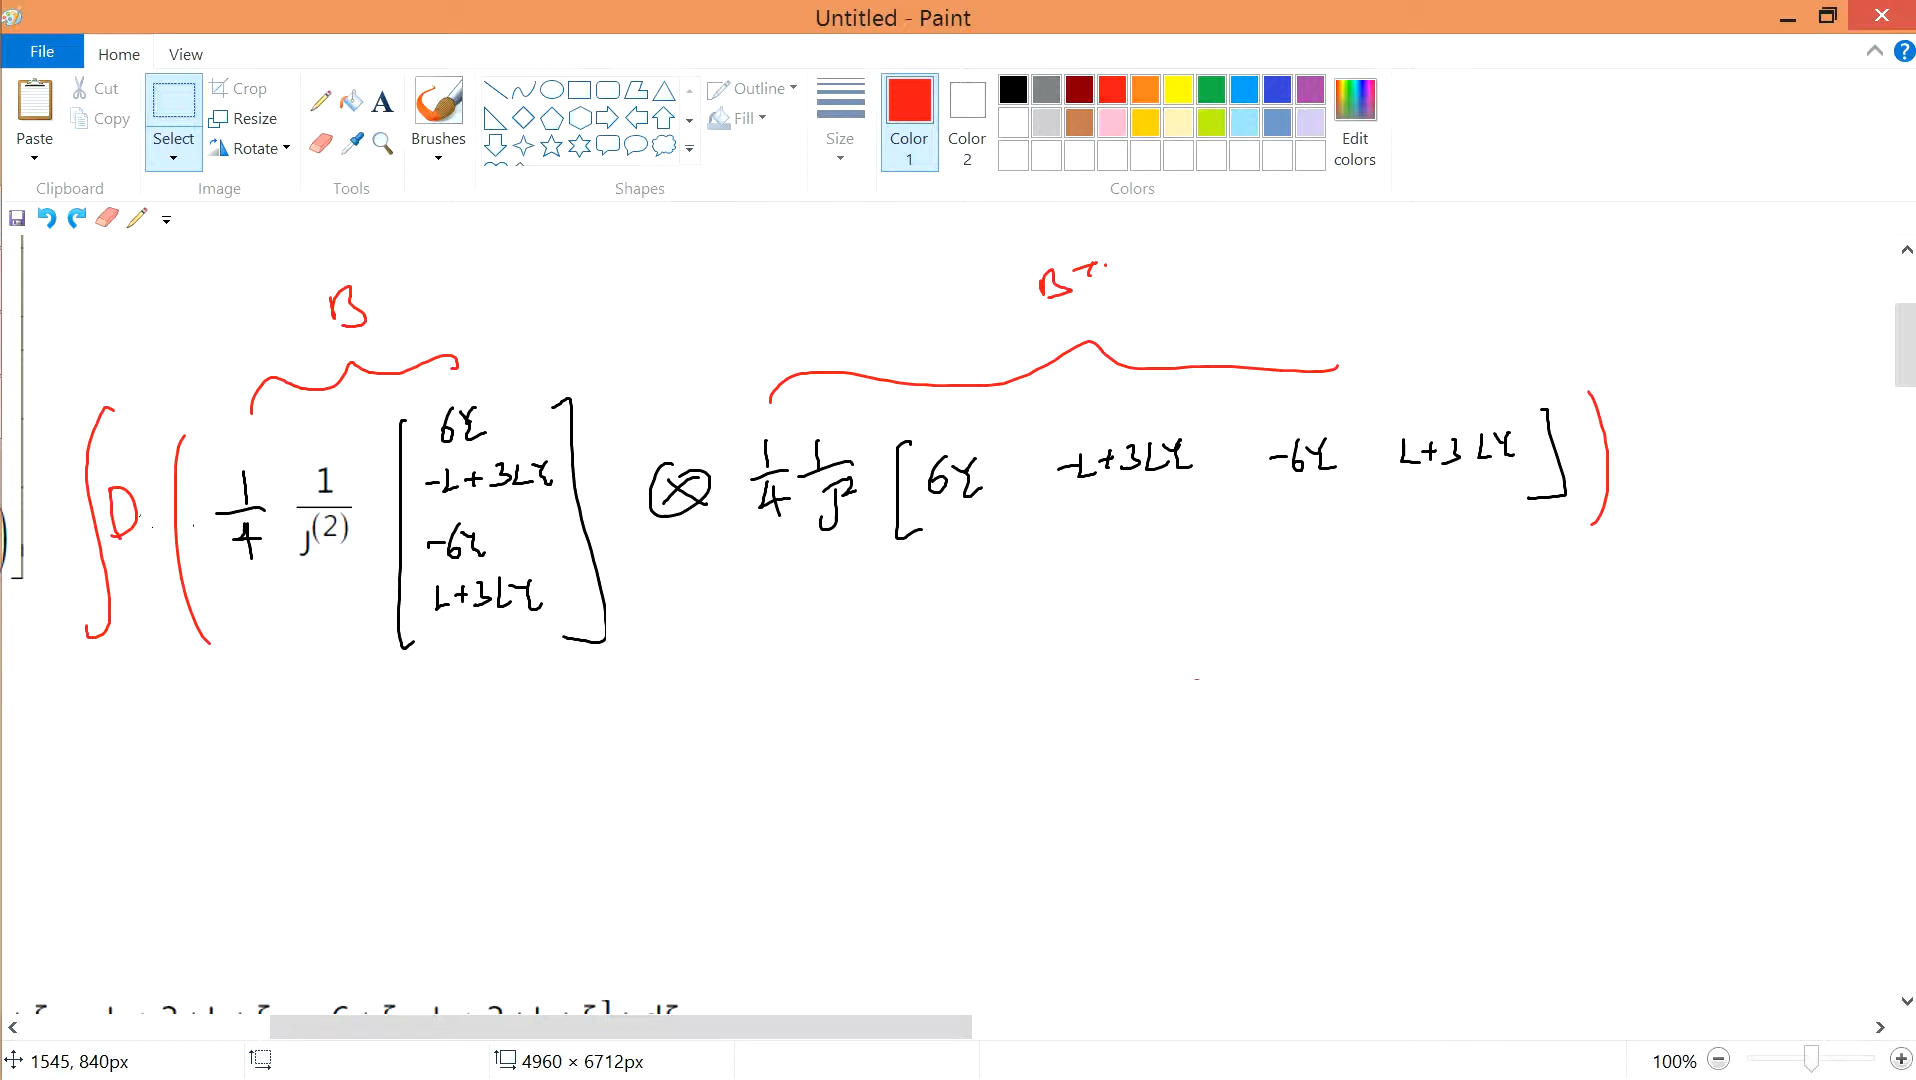 Untitled - Paint
File Home View
Paste
Cut
Copy
Clipboard
Select
Crop
Resize
Rotate
Image
Tools
Brushes
Shapes
Outline
Fill
Size
Color 1
Color 2
Edit colors
Colors
B
B^T
∫ D ( 1/4 1/J^(2) [ 6ξ
-L+3Lξ
-6ξ
L+3Lξ ] ⊗ 1/4 1/J² [ 6ξ -L+3Lξ -6ξ L+3Lξ ] )
1545, 840px
4960 × 6712px
100%